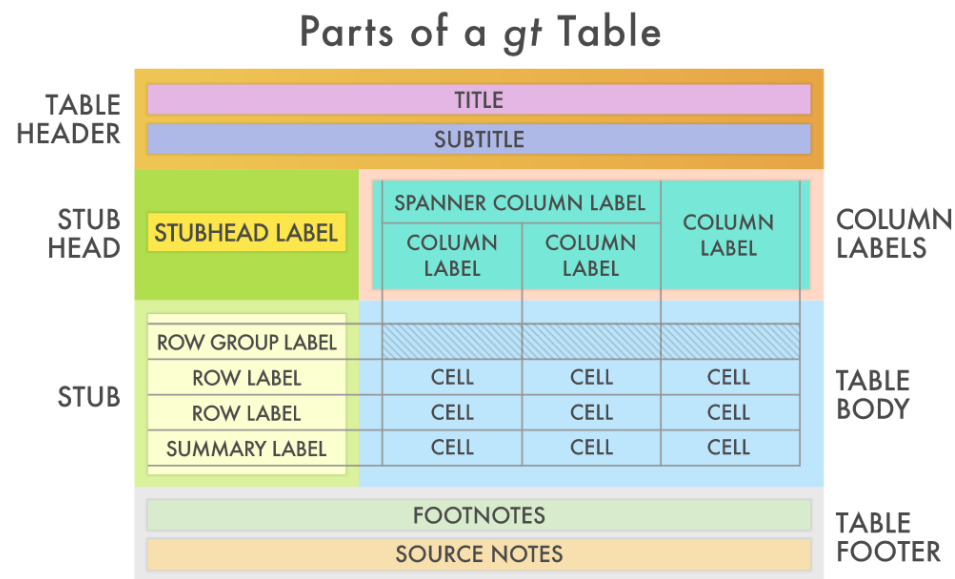 Parts of a gt Table
TABLE
HEADER
TITLE
SUBTITLE
STUB
HEAD
STUBHEAD LABEL
SPANNER COLUMN LABEL
COLUMN
LABEL
COLUMN
LABEL
COLUMN
LABEL
COLUMN
LABELS
STUB
ROW GROUP LABEL
ROW LABEL CELL CELL CELL
ROW LABEL CELL CELL CELL
SUMMARY LABEL CELL CELL CELL
TABLE
BODY
FOOTNOTES
SOURCE NOTES
TABLE
FOOTER